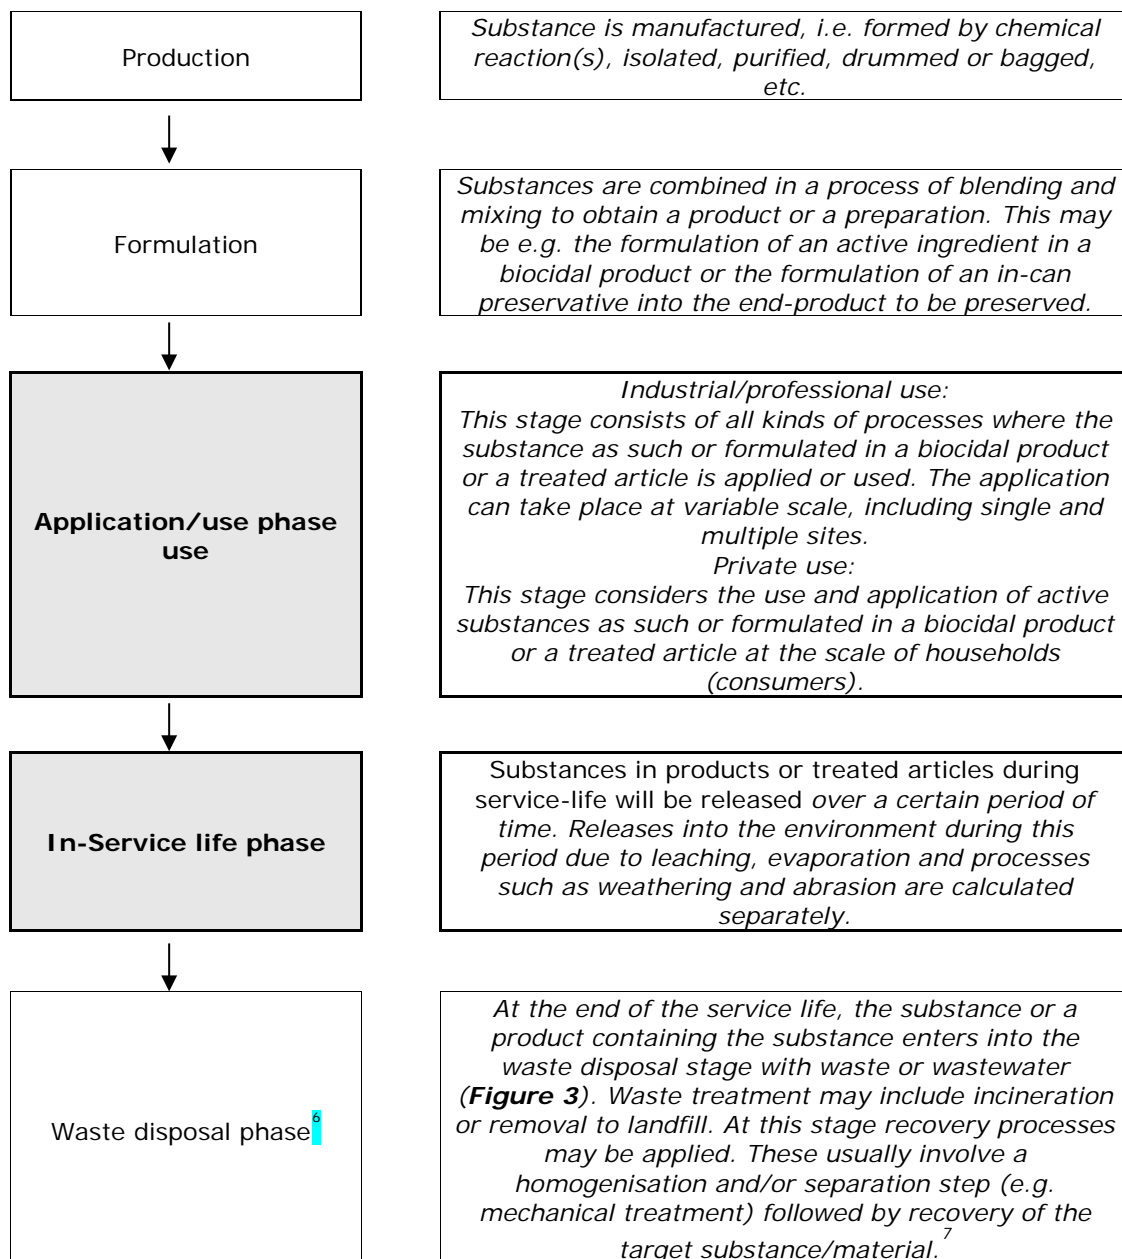 Production
Substance is manufactured, i.e. formed by chemical
reaction(s), isolated, purified, drummed or bagged,
etc.
Formulation
Substances are combined in a process of blending and
mixing to obtain a product or a preparation. This may
be e.g. the formulation of an active ingredient in a
biocidal product or the formulation of an in-can
preservative into the end-product to be preserved.
Application/use phase
use
Industrial/professional use:
This stage consists of all kinds of processes where the
substance as such or formulated in a biocidal product
or a treated article is applied or used. The application
can take place at variable scale, including single and
multiple sites.
Private use:
This stage considers the use and application of active
substances as such or formulated in a biocidal product
or a treated article at the scale of households
(consumers).
In-Service life phase
Substances in products or treated articles during
service-life will be released over a certain period of
time. Releases into the environment during this
period due to leaching, evaporation and processes
such as weathering and abrasion are calculated
separately.
Waste disposal phase6
At the end of the service life, the substance or a
product containing the substance enters into the
waste disposal stage with waste or wastewater
(Figure 3). Waste treatment may include incineration
or removal to landfill. At this stage recovery processes
may be applied. These usually involve a
homogenisation and/or separation step (e.g.
mechanical treatment) followed by recovery of the
target substance/material.7